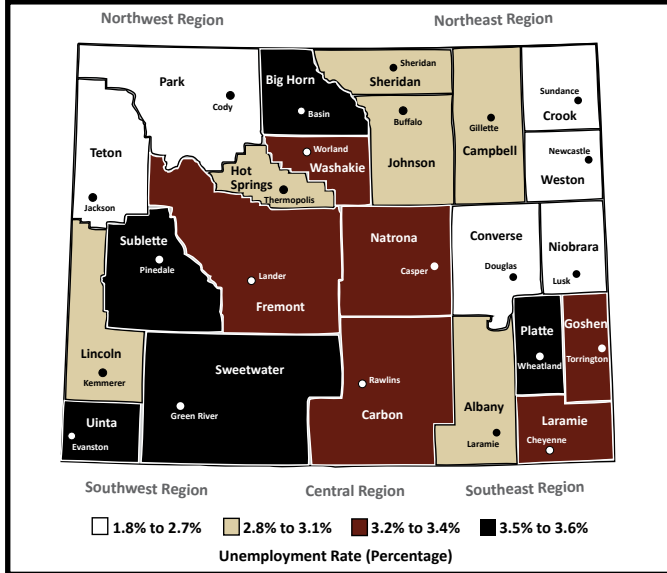 Northwest Region
Northeast Region
Park
Cody
Big Horn
Basin
Sheridan
Sheridan
Buffalo
Johnson
Gillette
Campbell
Sundance
Crook
Newcastle
Weston
Teton
Jackson
Worland
Washakie
Hot
Springs
Thermopolis
Sublette
Pinedale
Lander
Fremont
Natrona
Casper
Converse
Douglas
Niobrara
Lusk
Lincoln
Kemmerer
Sweetwater
Green River
Uinta
Evanston
Rawlins
Carbon
Albany
Laramie
Platte
Wheatland
Goshen
Torrington
Laramie
Cheyenne
Southwest Region
Central Region
Southeast Region
1.8% to 2.7%
2.8% to 3.1%
3.2% to 3.4%
3.5% to 3.6%
Unemployment Rate (Percentage)